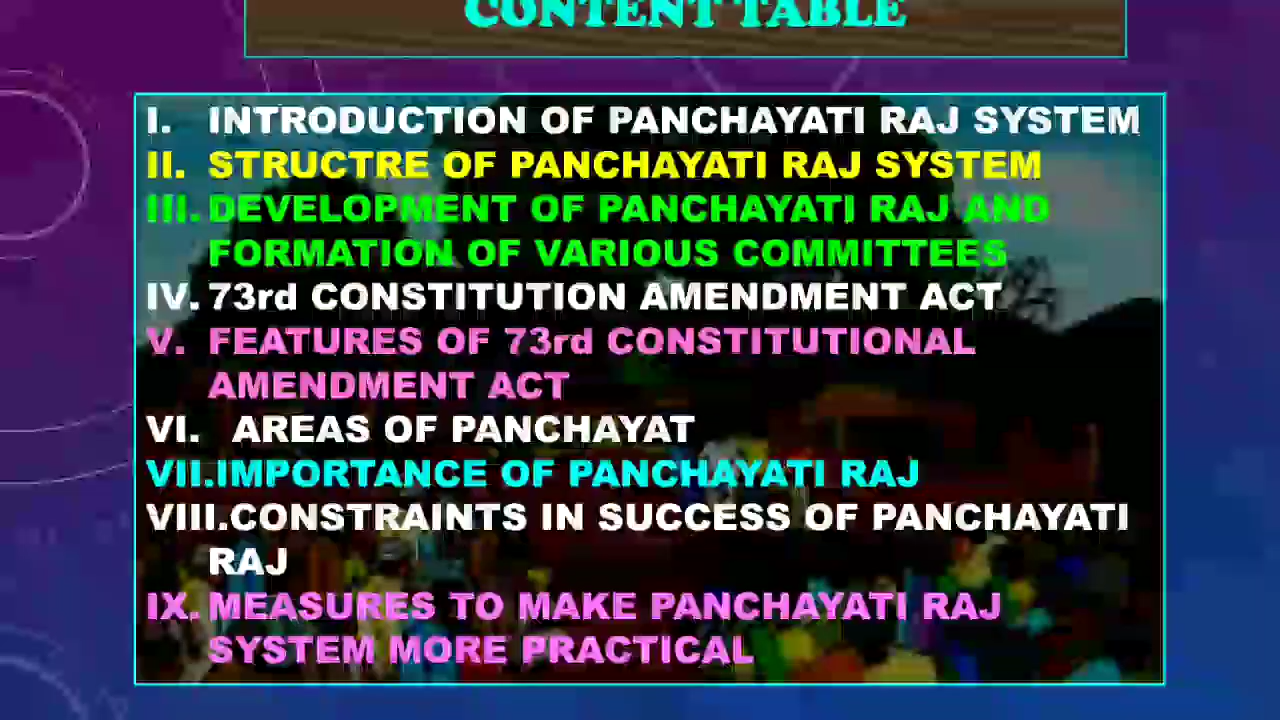 CONTENT TABLE
I. INTRODUCTION OF PANCHAYATI RAJ SYSTEM
II. STRUCTRE OF PANCHAYATI RAJ SYSTEM
III. DEVELOPMENT OF PANCHAYATI RAJ AND
FORMATION OF VARIOUS COMMITTEES
IV. 73rd CONSTITUTION AMENDMENT ACT
V. FEATURES OF 73rd CONSTITUTIONAL
AMENDMENT ACT
VI. AREAS OF PANCHAYAT
VII.IMPORTANCE OF PANCHAYATI RAJ
VIII.CONSTRAINTS IN SUCCESS OF PANCHAYATI
RAJ
IX. MEASURES TO MAKE PANCHAYATI RAJ
SYSTEM MORE PRACTICAL